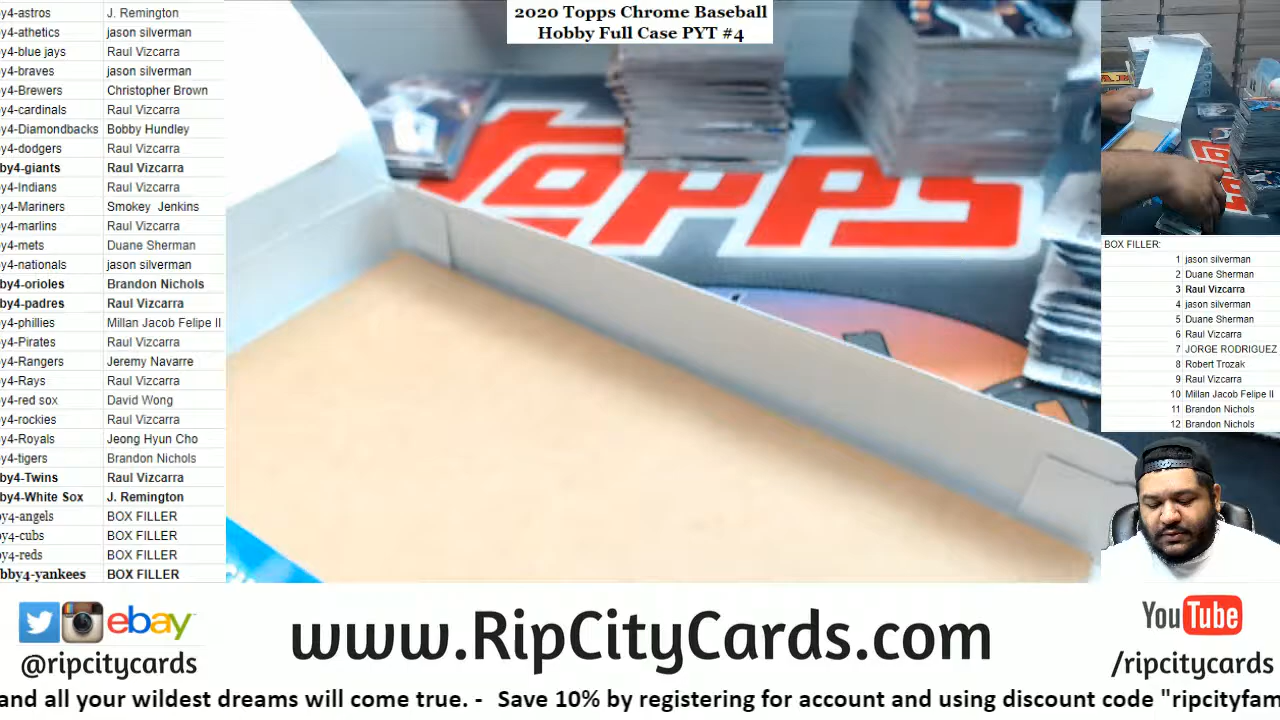 2020 Topps Chrome Baseball
Hobby Full Case PYT #4
y4-astros J. Remington
y4-athetics jason silverman
y4-blue jays Raul Vizcarra
y4-braves jason silverman
y4-Brewers Christopher Brown
y4-cardinals Raul Vizcarra
y4-Diamondbacks Bobby Hundley
y4-dodgers Raul Vizcarra
by4-giants Raul Vizcarra
y4-Indians Raul Vizcarra
y4-Mariners Smokey Jenkins
y4-marlins Raul Vizcarra
y4-mets Duane Sherman
y4-nationals jason silverman
by4-orioles Brandon Nichols
by4-padres Raul Vizcarra
y4-phillies Millan Jacob Felipe II
y4-Pirates Raul Vizcarra
y4-Rangers Jeremy Navarre
y4-Rays Raul Vizcarra
y4-red sox David Wong
y4-rockies Raul Vizcarra
y4-Royals Jeong Hyun Cho
y4-tigers Brandon Nichols
by4-Twins Raul Vizcarra
by4-White Sox J. Remington
y4-angels BOX FILLER
y4-cubs BOX FILLER
y4-reds BOX FILLER
bby4-yankees BOX FILLER
Topps
BOX FILLER:
1 jason silverman
2 Duane Sherman
3 Raul Vizcarra
4 jason silverman
5 Duane Sherman
6 Raul Vizcarra
7 JORGE RODRIGUEZ
8 Robert Trozak
9 Raul Vizcarra
10 Millan Jacob Felipe II
11 Brandon Nichols
12 Brandon Nichols
ebay
@ripcitycards
www.RipCityCards.com
YouTube
/ripcitycards
and all your wildest dreams will come true. - Save 10% by registering for account and using discount code "ripcityfam